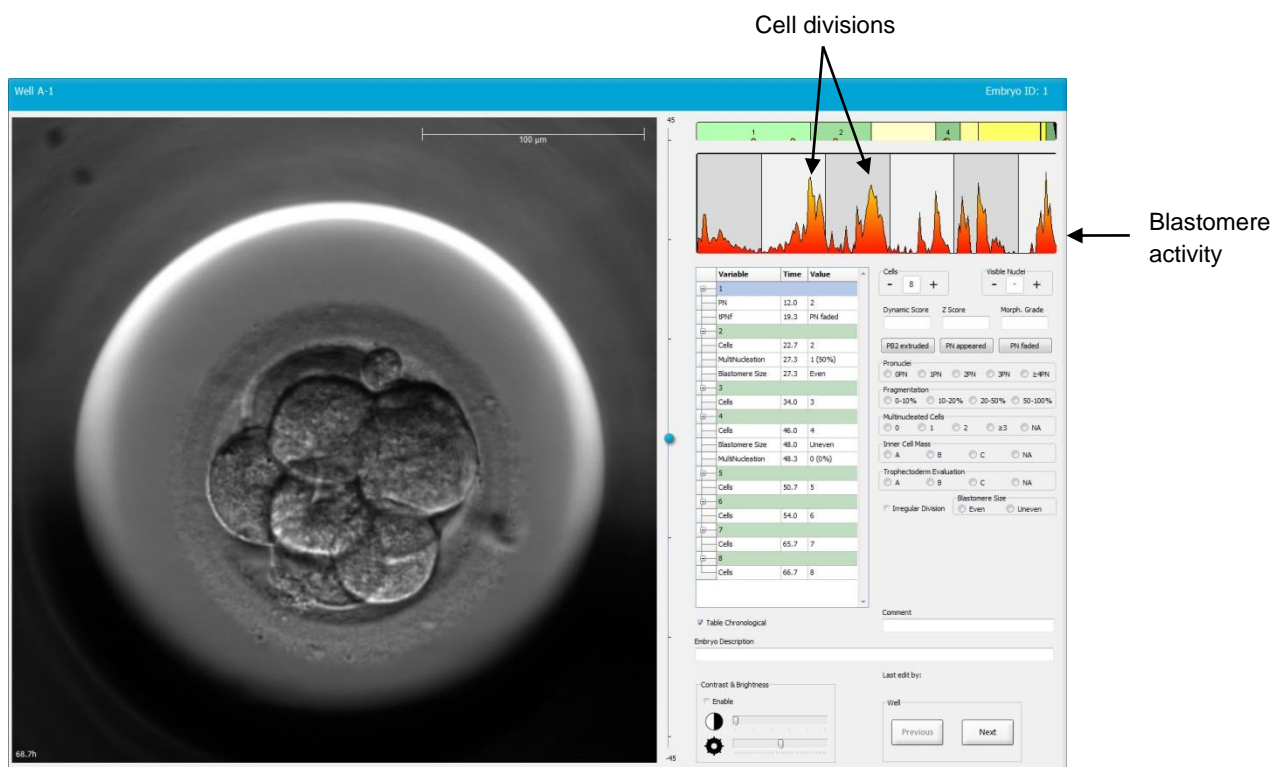 Cell divisions
Well A-1
Embryo ID: 1
100 µm
45
1 2 4
Blastomere
activity
Variable Time Value
1
PN 12.0 2
tPNf 19.3 PN faded
2
Cells 22.7 2
MultiNucleation 27.3 1 (50%)
Blastomere Size 27.3 Even
3
Cells 34.0 3
4
Cells 46.0 4
Blastomere Size 48.0 Uneven
MultiNucleation 48.3 0 (0%)
5
Cells 50.7 5
6
Cells 54.0 6
7
Cells 65.7 7
8
Cells 66.7 8
Cells Visible Nuclei
- 8 + - - +
Dynamic Score Z Score Morph. Grade
PB2 extruded PN appeared PN faded
Pronuclei
0PN 1PN 2PN 3PN ≥4PN
Fragmentation
0-10% 10-20% 20-50% 50-100%
Multinucleated Cells
0 1 2 ≥3 NA
Inner Cell Mass
A B C NA
Trophectoderm Evaluation
A B C NA
Blastomere Size
Irregular Division Even Uneven
Table Chronological
Comment
Embryo Description
Last edit by:
Contrast & Brightness
Enable
Well
Previous Next
68.7h
-45